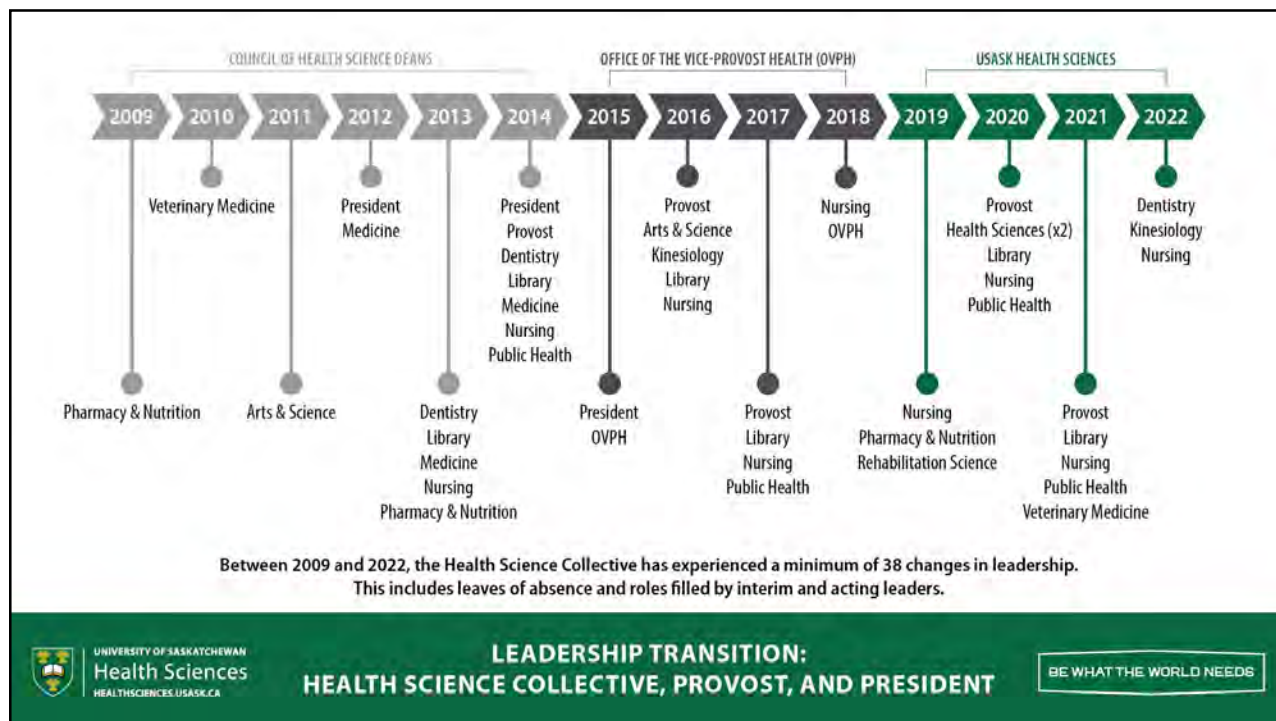 COUNCIL OF HEALTH SCIENCE DEANS
OFFICE OF THE VICE-PROVOST HEALTH (OVPH)
USASK HEALTH SCIENCES
2009
2010
2011
2012
2013
2014
2015
2016
2017
2018
2019
2020
2021
2022
Veterinary Medicine
President
Medicine
President
Provost
Dentistry
Library
Medicine
Nursing
Public Health
Provost
Arts & Science
Kinesiology
Library
Nursing
Nursing
OVPH
Provost
Health Sciences (x2)
Library
Nursing
Public Health
Dentistry
Kinesiology
Nursing
Pharmacy & Nutrition
Arts & Science
Dentistry
Library
Medicine
Nursing
Pharmacy & Nutrition
President
OVPH
Provost
Library
Nursing
Public Health
Nursing
Pharmacy & Nutrition
Rehabilitation Science
Provost
Library
Nursing
Public Health
Veterinary Medicine
Between 2009 and 2022, the Health Science Collective has experienced a minimum of 38 changes in leadership.
This includes leaves of absence and roles filled by interim and acting leaders.
UNIVERSITY OF SASKATCHEWAN
Health Sciences
HEALTHSCIENCES.USASK.CA
LEADERSHIP TRANSITION:
HEALTH SCIENCE COLLECTIVE, PROVOST, AND PRESIDENT
BE WHAT THE WORLD NEEDS